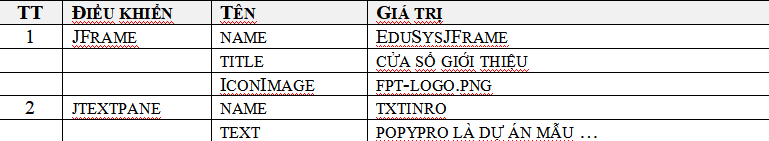 TT ĐIỀU KHIỂN TÊN GIÁ TRỊ
1 JFRAME NAME EDUSYSJFRAME
TITLE CỬA SỔ GIỚI THIỆU
ICONIMAGE FPT-LOGO.PNG
2 JTEXTPANE NAME TXTINRO
TEXT POPYPRO LÀ DỰ ÁN MẪU ...